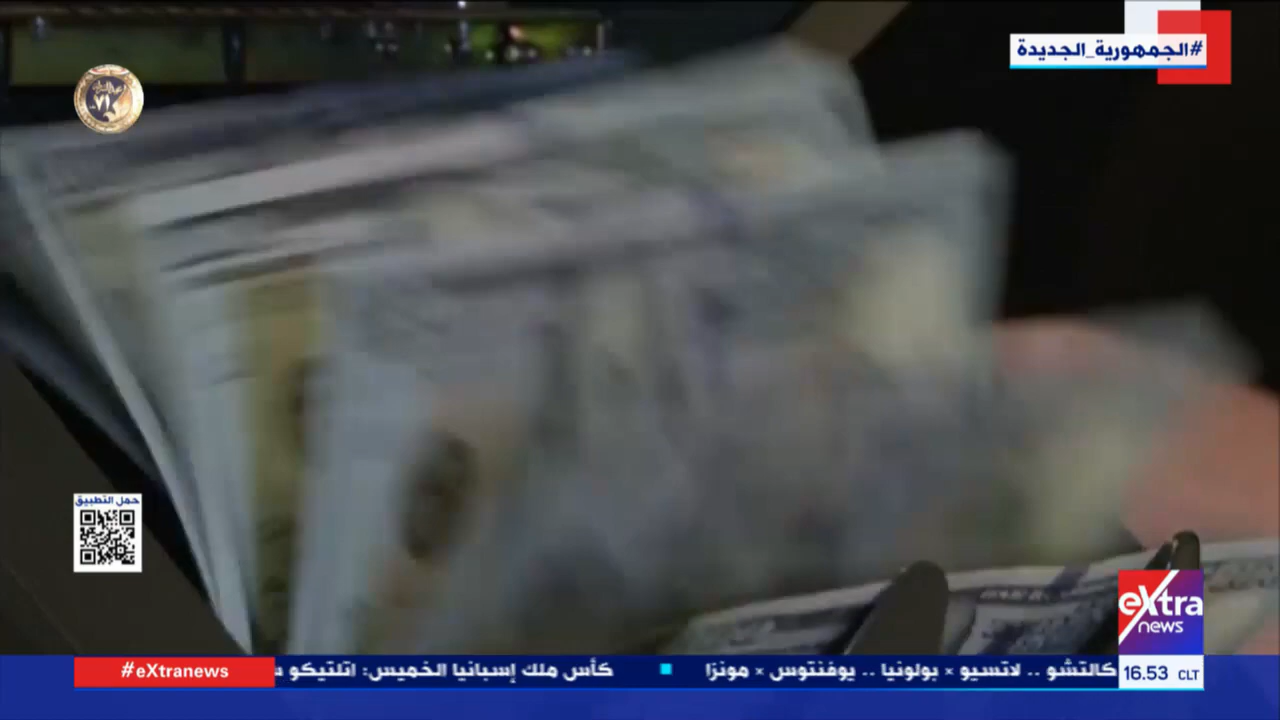 #الجمهورية_الجديدة
٧١
حمل التطبيق
eXtra
news
كالتشو .. لاتسيو × بولونيا .. يوفنتوس × مونزا ■ كأس ملك إسبانيا الخميس: اتلتيكو
#eXtranews
16.53 CLT